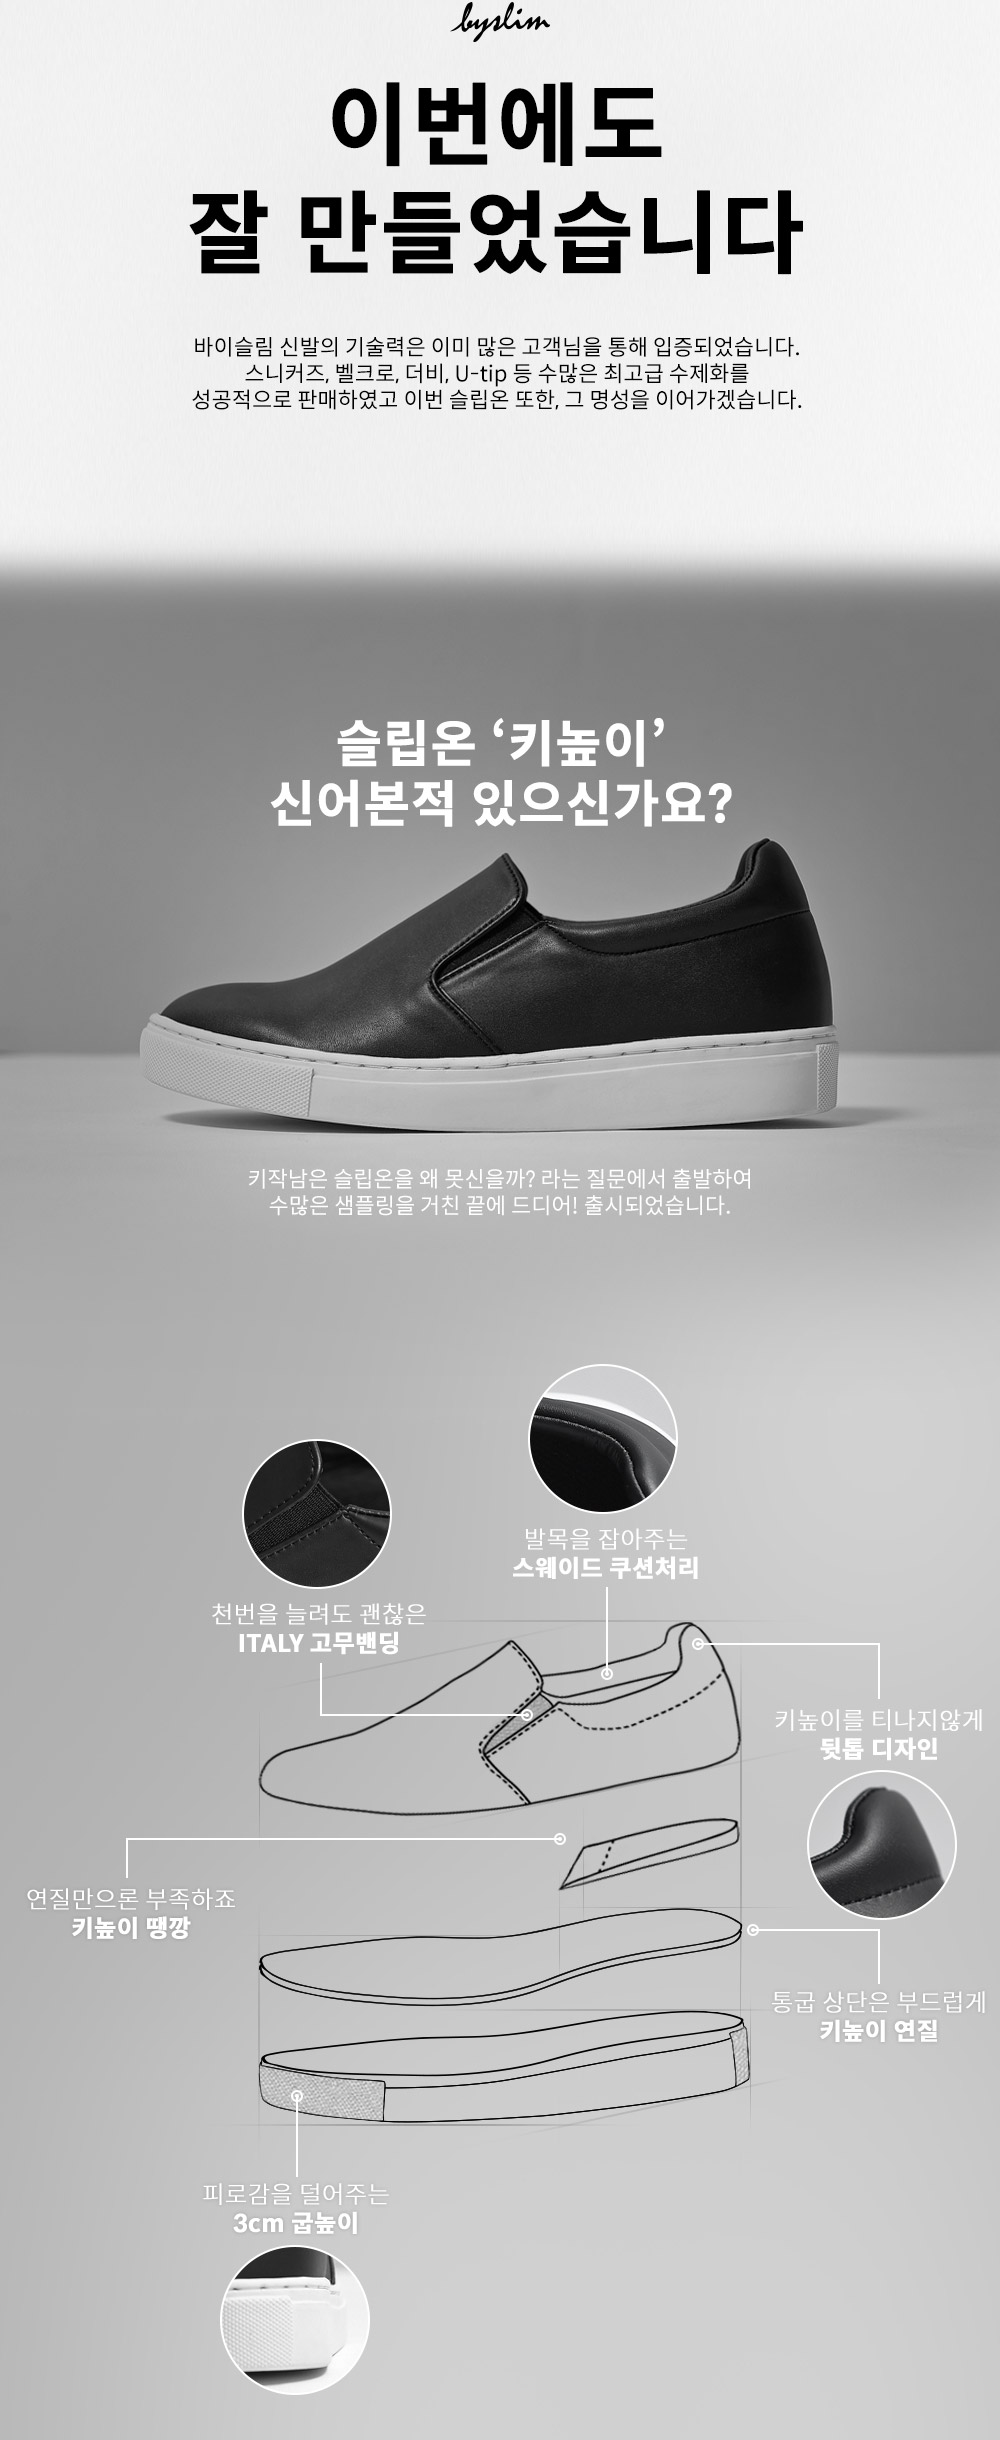 byslim
이번에도
잘 만들었습니다
바이슬림 신발의 기술력은 이미 많은 고객님을 통해 입증되었습니다.
스니커즈, 벨크로, 더비, U-tip 등 수많은 최고급 수제화를
성공적으로 판매하였고 이번 슬립온 또한, 그 명성을 이어가겠습니다.
슬립온 ‘키높이’
신어본적 있으신가요?
키작남은 슬립온을 왜 못신을까? 라는 질문에서 출발하여
수많은 샘플링을 거친 끝에 드디어! 출시되었습니다.
발목을 잡아주는
스웨이드 쿠션처리
천번을 늘려도 괜찮은
ITALY 고무밴딩
키높이를 티나지않게
뒷톱 디자인
연질만으론 부족하죠
키높이 땡깡
통굽 상단은 부드럽게
키높이 연질
피로감을 덜어주는
3cm 굽높이